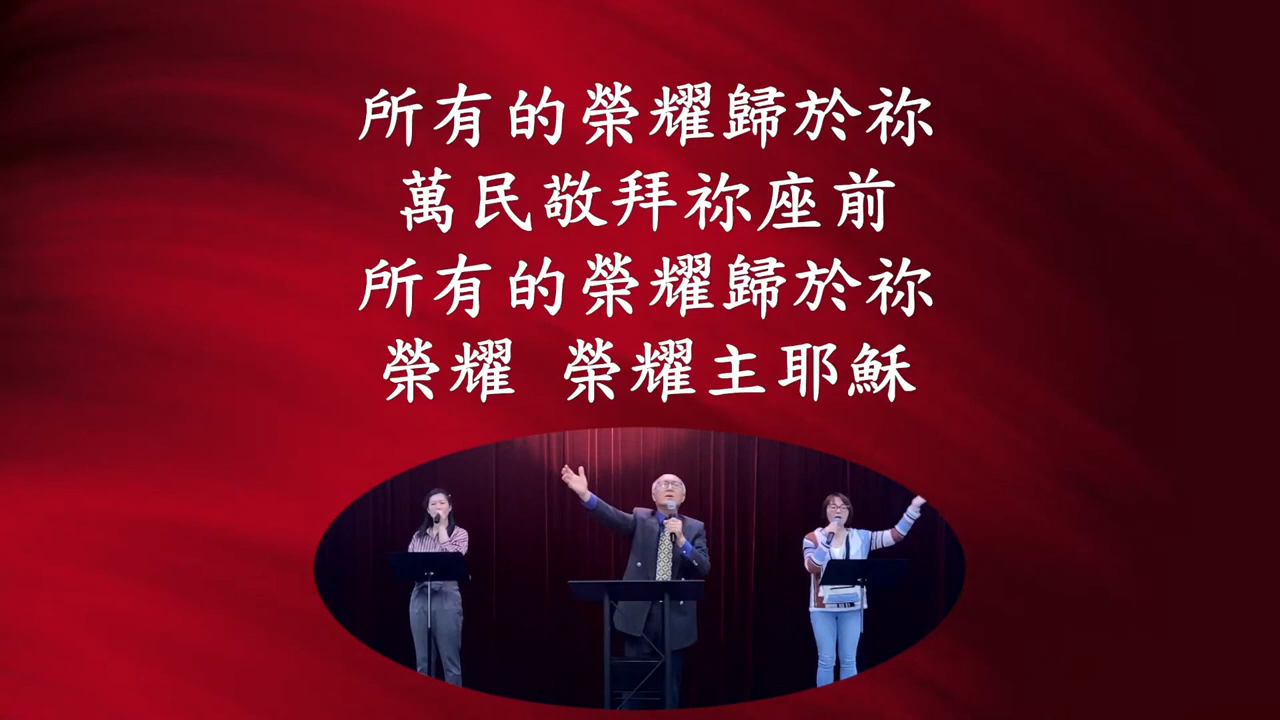 所有的榮耀歸於祢
萬民敬拜祢座前
所有的榮耀歸於祢
榮耀 榮耀主耶穌